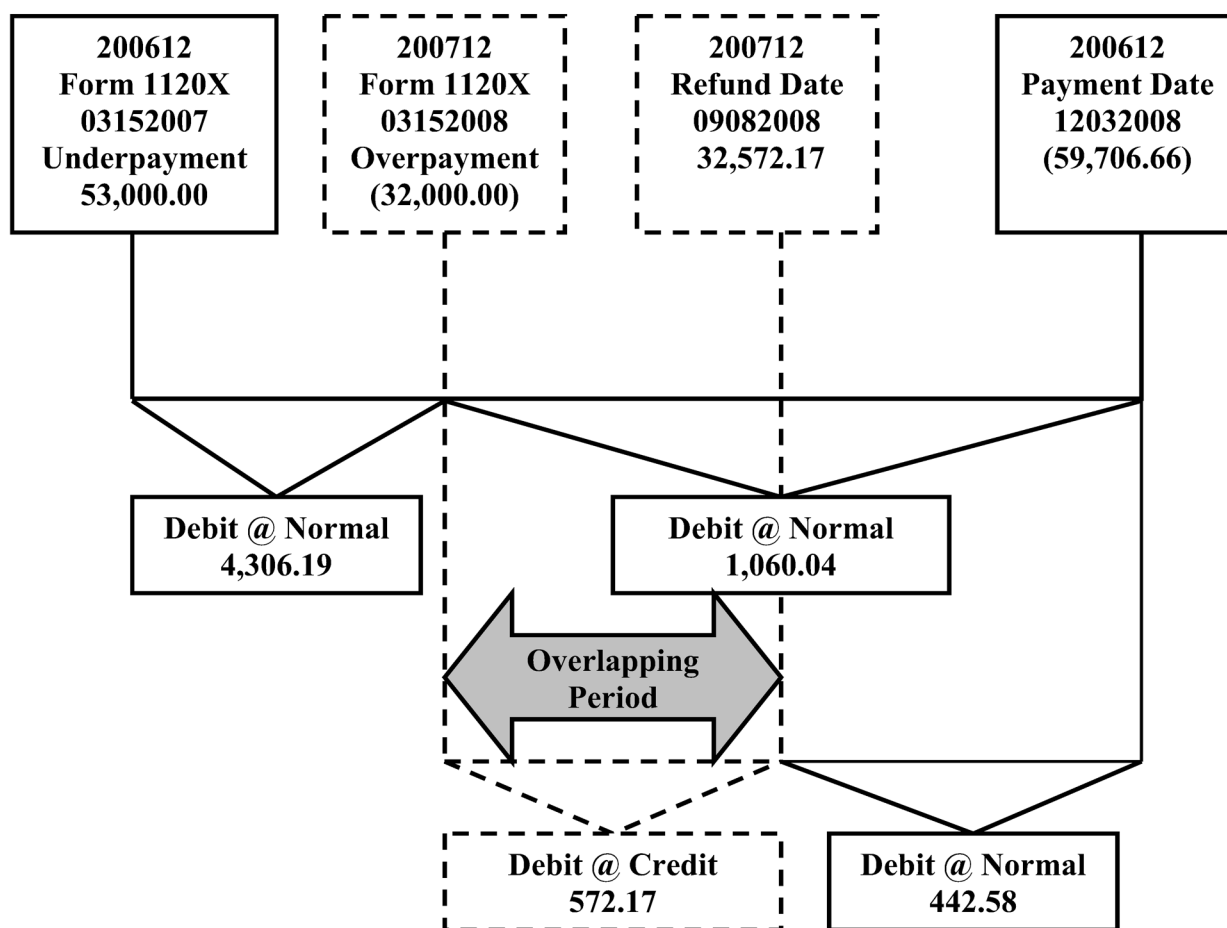 200612
Form 1120X
03152007
Underpayment
53,000.00
200712
Form 1120X
03152008
Overpayment
(32,000.00)
200712
Refund Date
09082008
32,572.17
200612
Payment Date
12032008
(59,706.66)
Debit @ Normal
4,306.19
Debit @ Normal
1,060.04
Overlapping
Period
Debit @ Credit
572.17
Debit @ Normal
442.58